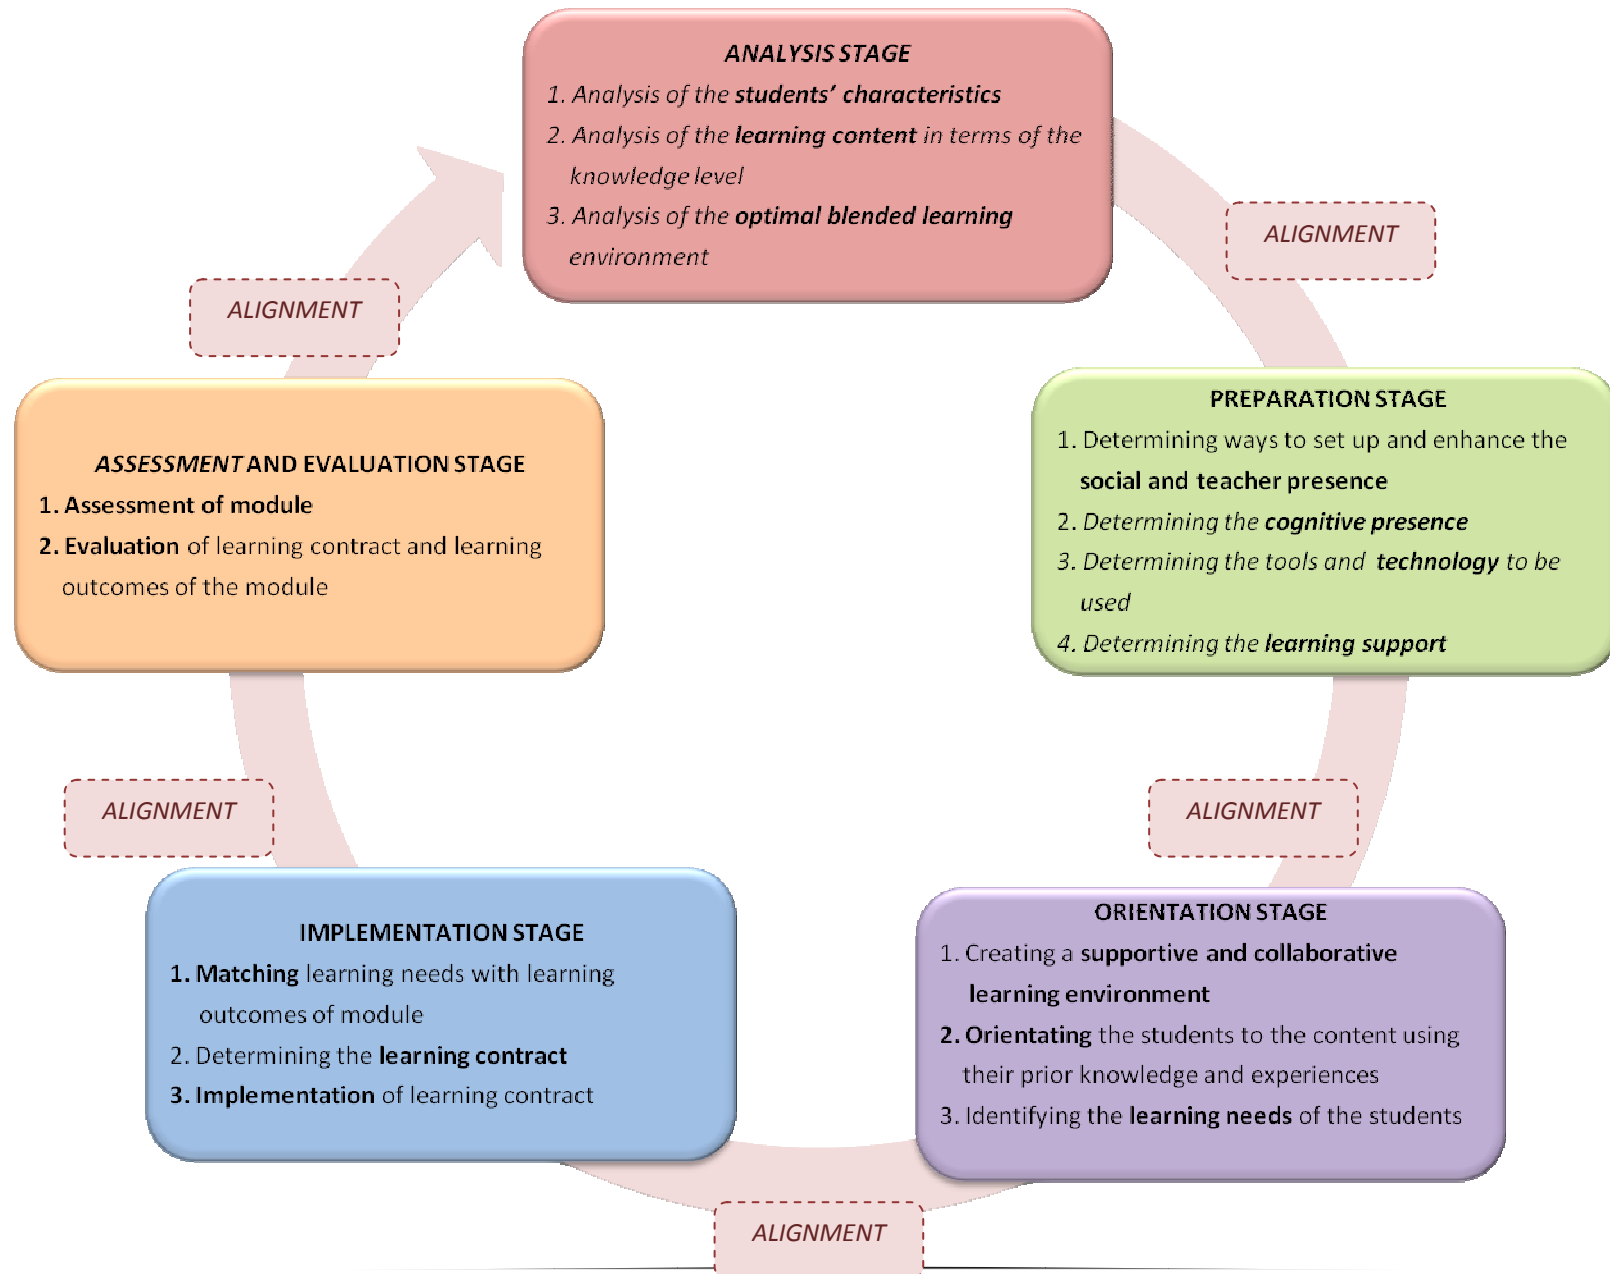 ANALYSIS STAGE
1. Analysis of the students’ characteristics
2. Analysis of the learning content in terms of the
knowledge level
3. Analysis of the optimal blended learning
environment
ALIGNMENT
PREPARATION STAGE
1. Determining ways to set up and enhance the
social and teacher presence
2. Determining the cognitive presence
3. Determining the tools and technology to be
used
4. Determining the learning support
ALIGNMENT
ORIENTATION STAGE
1. Creating a supportive and collaborative
learning environment
2. Orientating the students to the content using
their prior knowledge and experiences
3. Identifying the learning needs of the students
ALIGNMENT
IMPLEMENTATION STAGE
1. Matching learning needs with learning
outcomes of module
2. Determining the learning contract
3. Implementation of learning contract
ALIGNMENT
ASSESSMENT AND EVALUATION STAGE
1. Assessment of module
2. Evaluation of learning contract and learning
outcomes of the module
ALIGNMENT